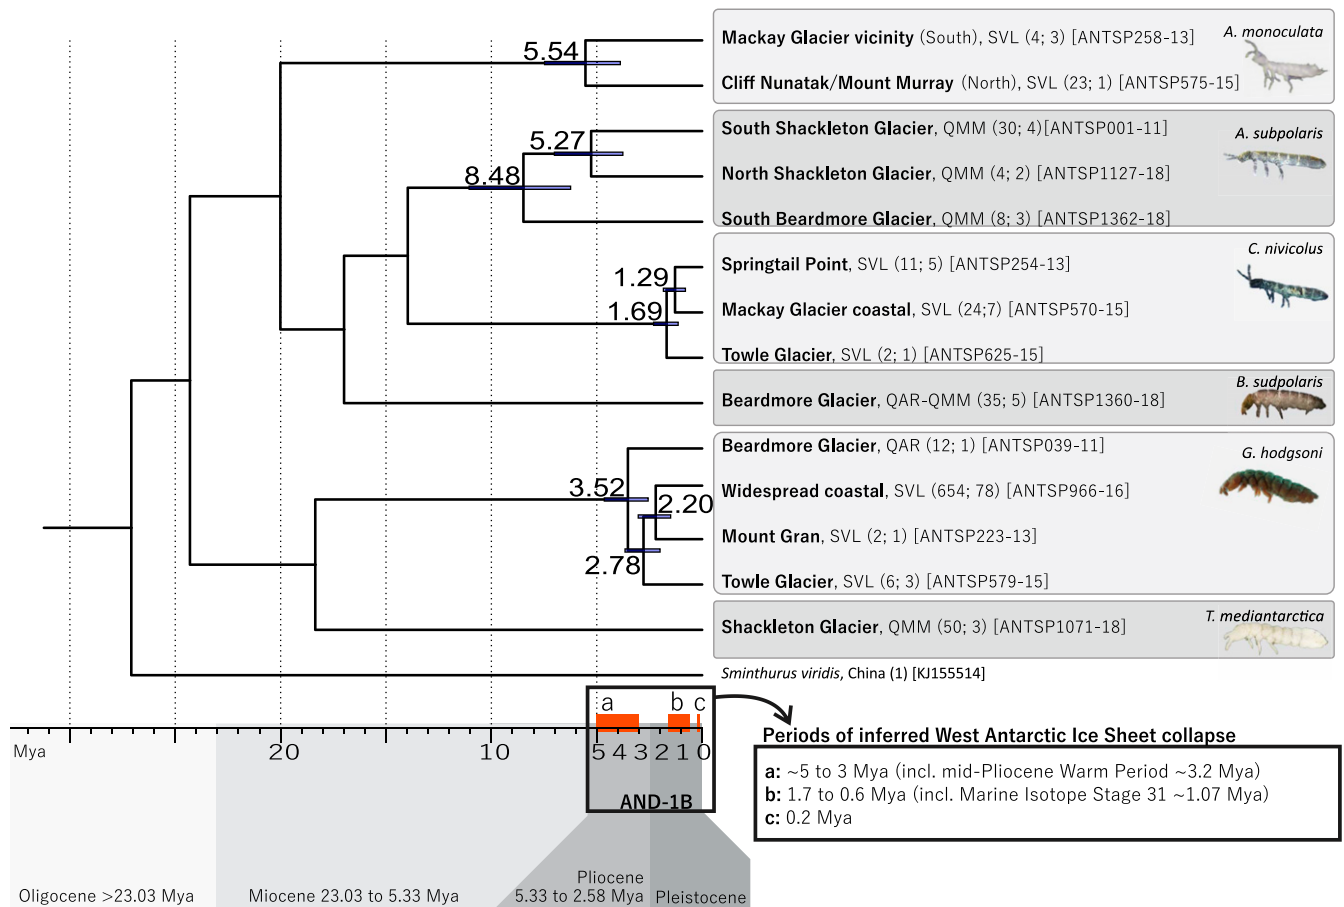 5.54
Mackay Glacier vicinity (South), SVL (4; 3) [ANTSP258-13]
A. monoculata
Cliff Nunatak/Mount Murray (North), SVL (23; 1) [ANTSP575-15]
5.27
South Shackleton Glacier, QMM (30; 4)[ANTSP001-11]
A. subpolaris
8.48
North Shackleton Glacier, QMM (4; 2) [ANTSP1127-18]
South Beardmore Glacier, QMM (8; 3) [ANTSP1362-18]
C. nivicolus
1.29
Springtail Point, SVL (11; 5) [ANTSP254-13]
1.69
Mackay Glacier coastal, SVL (24;7) [ANTSP570-15]
Towle Glacier, SVL (2; 1) [ANTSP625-15]
B. sudpolaris
Beardmore Glacier, QAR-QMM (35; 5) [ANTSP1360-18]
Beardmore Glacier, QAR (12; 1) [ANTSP039-11]
G. hodgsoni
3.52
2.20
Widespread coastal, SVL (654; 78) [ANTSP966-16]
Mount Gran, SVL (2; 1) [ANTSP223-13]
2.78
Towle Glacier, SVL (6; 3) [ANTSP579-15]
T. mediantarctica
Shackleton Glacier, QMM (50; 3) [ANTSP1071-18]
Sminthurus viridis, China (1) [KJ155514]
a b c
Mya 20 10 5 4 3 2 1 0
AND-1B
Periods of inferred West Antarctic Ice Sheet collapse
a: ~5 to 3 Mya (incl. mid-Pliocene Warm Period ~3.2 Mya)
b: 1.7 to 0.6 Mya (incl. Marine Isotope Stage 31 ~1.07 Mya)
c: 0.2 Mya
Oligocene >23.03 Mya
Miocene 23.03 to 5.33 Mya
Pliocene
5.33 to 2.58 Mya
Pleistocene